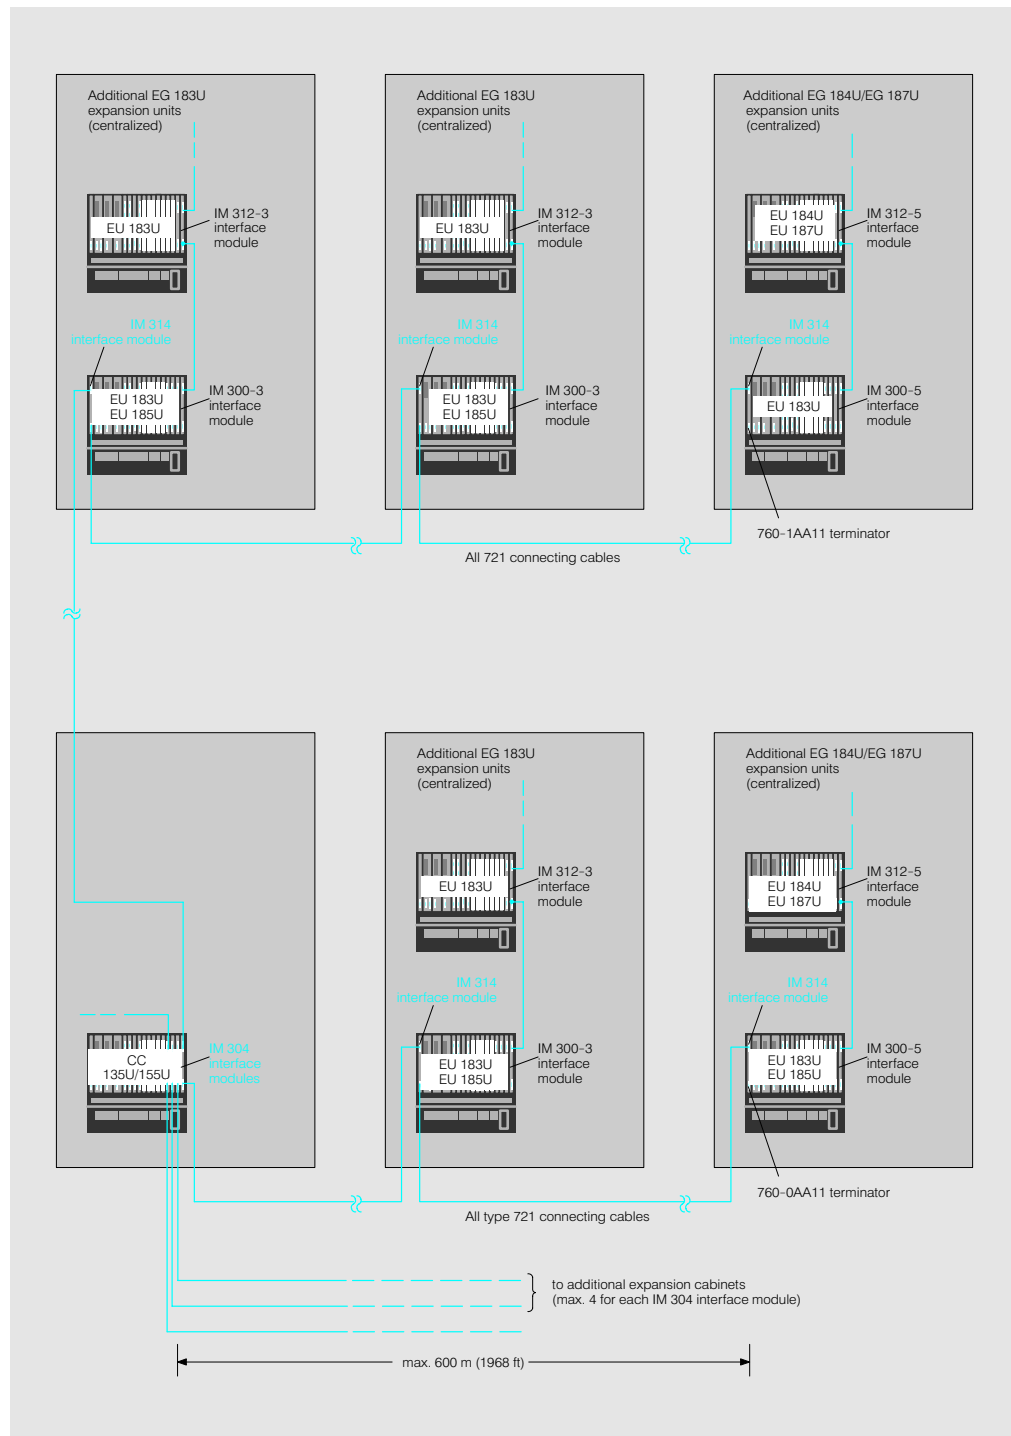 Additional EG 183U
expansion units
(centralized)
EU 183U
IM 312-3
interface
module
IM 314
interface module
EU 183U
EU 185U
IM 300-3
interface
module
Additional EG 183U
expansion units
(centralized)
EU 183U
IM 312-3
interface
module
IM 314
interface module
EU 183U
EU 185U
IM 300-3
interface
module
Additional EG 184U/EG 187U
expansion units
(centralized)
EU 184U
EU 187U
IM 312-5
interface
module
IM 314
interface module
EU 183U
IM 300-5
interface
module
760-1AA11 terminator
All 721 connecting cables
CC
135U/155U
IM 304
interface
modules
Additional EG 183U
expansion units
(centralized)
EU 183U
IM 312-3
interface
module
IM 314
interface module
EU 183U
EU 185U
IM 300-3
interface
module
Additional EG 184U/EG 187U
expansion units
(centralized)
EU 184U
EU 187U
IM 312-5
interface
module
IM 314
interface module
EU 183U
EU 185U
IM 300-5
interface
module
760-0AA11 terminator
All type 721 connecting cables
to additional expansion cabinets
(max. 4 for each IM 304 interface module)
max. 600 m (1968 ft)